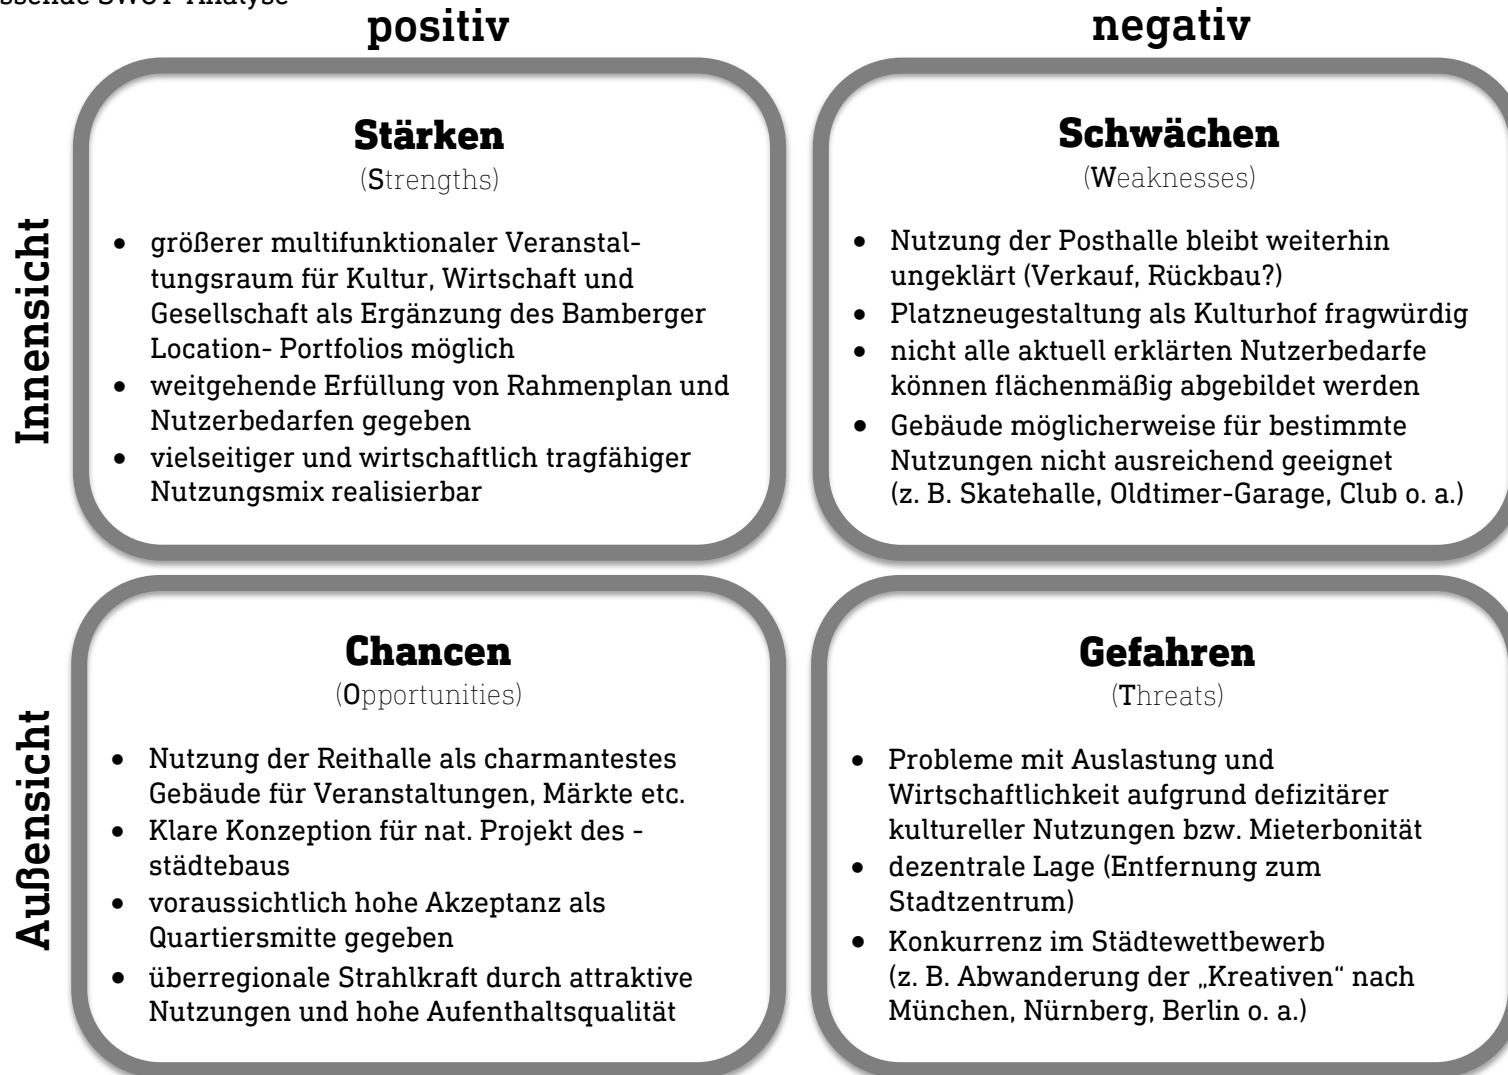 SWOT-Analyse
positiv
negativ
Innensicht
Stärken
(Strengths)
• größerer multifunktionaler Veranstal-
tungsraum für Kultur, Wirtschaft und
Gesellschaft als Ergänzung des Bamberger
Location- Portfolios möglich
• weitgehende Erfüllung von Rahmenplan und
Nutzerbedarfen gegeben
• vielseitiger und wirtschaftlich tragfähiger
Nutzungsmix realisierbar
Schwächen
(Weaknesses)
• Nutzung der Posthalle bleibt weiterhin
ungeklärt (Verkauf, Rückbau?)
• Platzneugestaltung als Kulturhof fragwürdig
• nicht alle aktuell erklärten Nutzerbedarfe
können flächenmäßig abgebildet werden
• Gebäude möglicherweise für bestimmte
Nutzungen nicht ausreichend geeignet
(z. B. Skatehalle, Oldtimer-Garage, Club o. a.)
Außensicht
Chancen
(Opportunities)
• Nutzung der Reithalle als charmantestes
Gebäude für Veranstaltungen, Märkte etc.
• Klare Konzeption für nat. Projekt des -
städtebaus
• voraussichtlich hohe Akzeptanz als
Quartiersmitte gegeben
• überregionale Strahlkraft durch attraktive
Nutzungen und hohe Aufenthaltsqualität
Gefahren
(Threats)
• Probleme mit Auslastung und
Wirtschaftlichkeit aufgrund defizitärer
kultureller Nutzungen bzw. Mieterbonität
• dezentrale Lage (Entfernung zum
Stadtzentrum)
• Konkurrenz im Städtewettbewerb
(z. B. Abwanderung der „Kreativen“ nach
München, Nürnberg, Berlin o. a.)